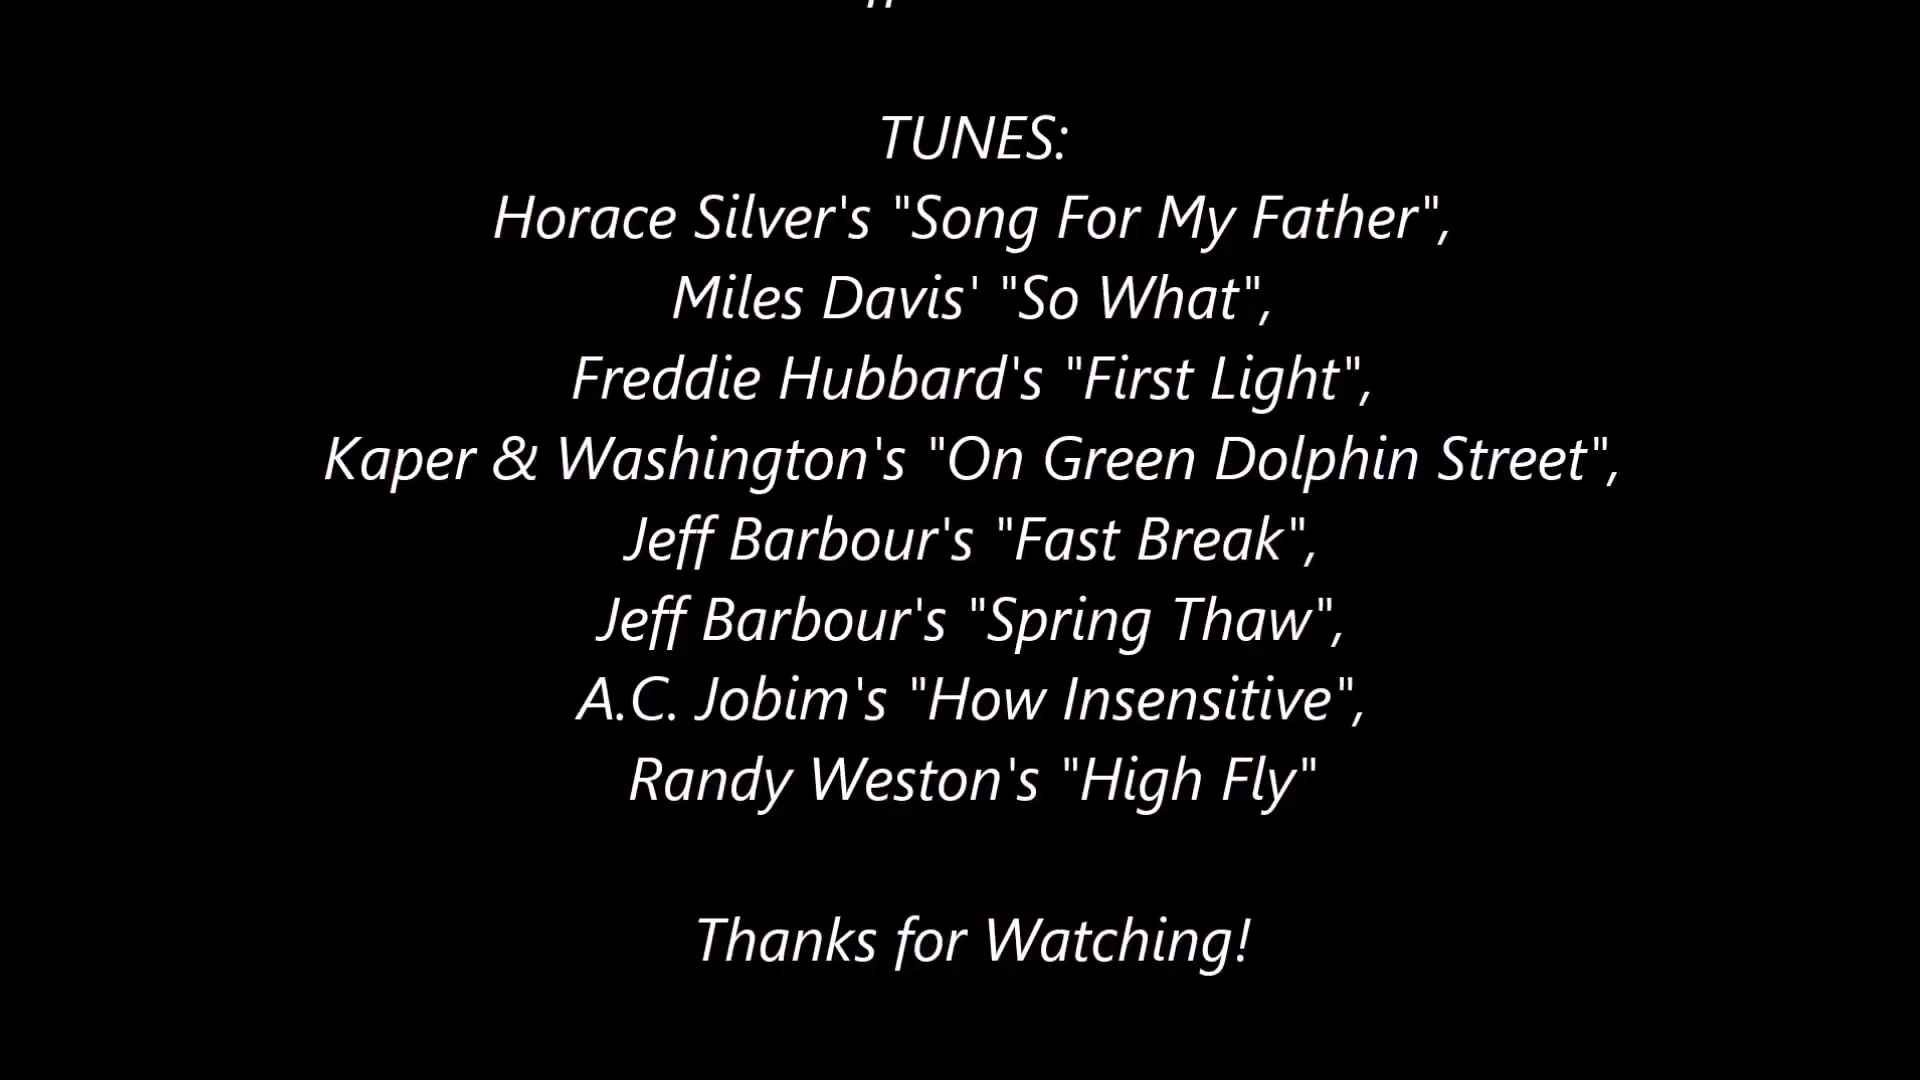 TUNES:
Horace Silver's "Song For My Father",
Miles Davis' "So What",
Freddie Hubbard's "First Light",
Kaper & Washington's "On Green Dolphin Street",
Jeff Barbour's "Fast Break",
Jeff Barbour's "Spring Thaw",
A.C. Jobim's "How Insensitive",
Randy Weston's "High Fly"
Thanks for Watching!